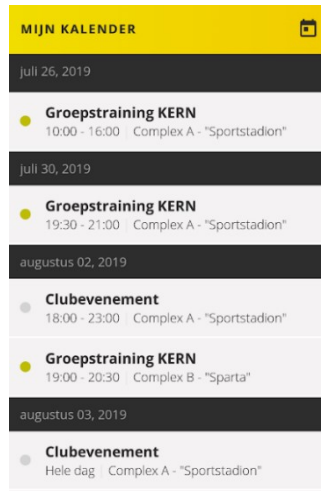 MIJN KALENDER
juli 26, 2019
Groepstraining KERN
10:00 - 16:00 | Complex A - "Sportstadion"
juli 30, 2019
Groepstraining KERN
19:30 - 21:00 | Complex A - "Sportstadion"
augustus 02, 2019
Clubevenement
18:00 - 23:00 | Complex A - "Sportstadion"
Groepstraining KERN
19:00 - 20:30 | Complex B - "Sparta"
augustus 03, 2019
Clubevenement
Hele dag | Complex A - "Sportstadion"